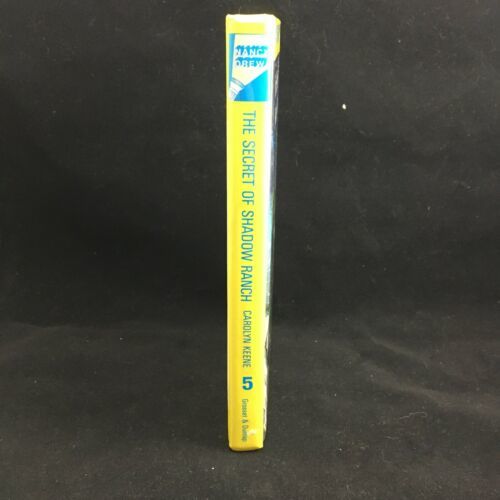 NANCY
DREW
THE SECRET OF SHADOW RANCH
CAROLYN KEENE
5
Grosset & Dunlap